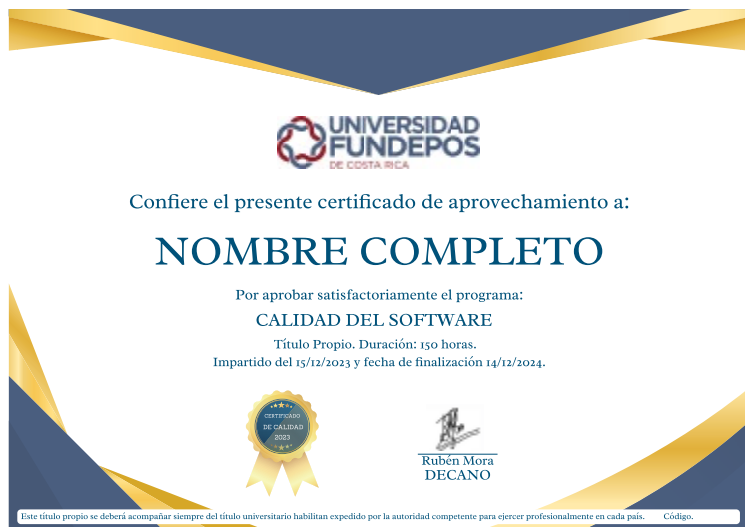 UNIVERSIDAD
FUNDEPOS
DE COSTA RICA
Confiere el presente certificado de aprovechamiento a:
NOMBRE COMPLETO
Por aprobar satisfactoriamente el programa:
CALIDAD DEL SOFTWARE
Título Propio. Duración: 150 horas.
Impartido del 15/12/2023 y fecha de finalización 14/12/2024.
CERTIFICADO
DE CALIDAD
2023
Rubén Mora
DECANO
Este título propio se deberá acompañar siempre del título universitario habilitan expedido por la autoridad competente para ejercer profesionalmente en cada país. Código.